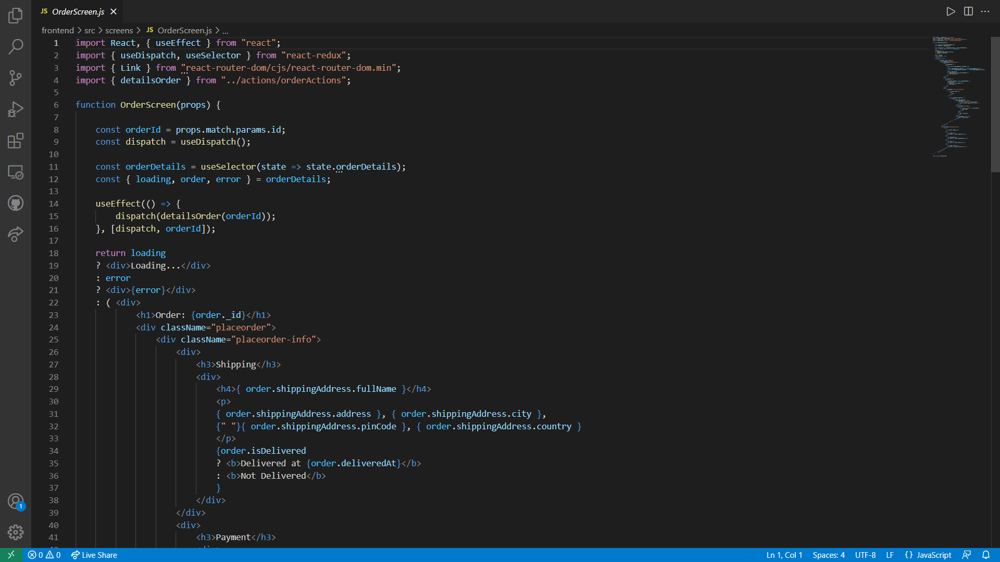 JS OrderScreen.js
frontend > src > screens > JS OrderScreen.js > ...
1 import React, { useEffect } from "react";
2 import { useDispatch, useSelector } from "react-redux";
3 import { Link } from "react-router-dom/cjs/react-router-dom.min";
4 import { detailsOrder } from "../actions/orderActions";
5
6 function OrderScreen(props) {
7
8 const orderId = props.match.params.id;
9 const dispatch = useDispatch();
10
11 const orderDetails = useSelector(state => state.orderDetails);
12 const { loading, order, error } = orderDetails;
13
14 useEffect(() => {
15 dispatch(detailsOrder(orderId));
16 }, [dispatch, orderId]);
17
18 return loading
19 ? <div>Loading...</div>
20 : error
21 ? <div>{error}</div>
22 : ( <div>
23 <h1>Order: {order._id}</h1>
24 <div className="placeorder">
25 <div className="placeorder-info">
26 <div>
27 <h3>Shipping</h3>
28 <div>
29 <h4>{ order.shippingAddress.fullName }</h4>
30 <p>
31 { order.shippingAddress.address }, { order.shippingAddress.city },
32 {" "}{ order.shippingAddress.pinCode }, { order.shippingAddress.country }
33 </p>
34 {order.isDelivered
35 ? <b>Delivered at {order.deliveredAt}</b>
36 : <b>Not Delivered</b>
37 }
38 </div>
39 </div>
40 <div>
41 <h3>Payment</h3>
1
0 0 Live Share Ln 1, Col 1 Spaces: 4 UTF-8 LF {} JavaScript